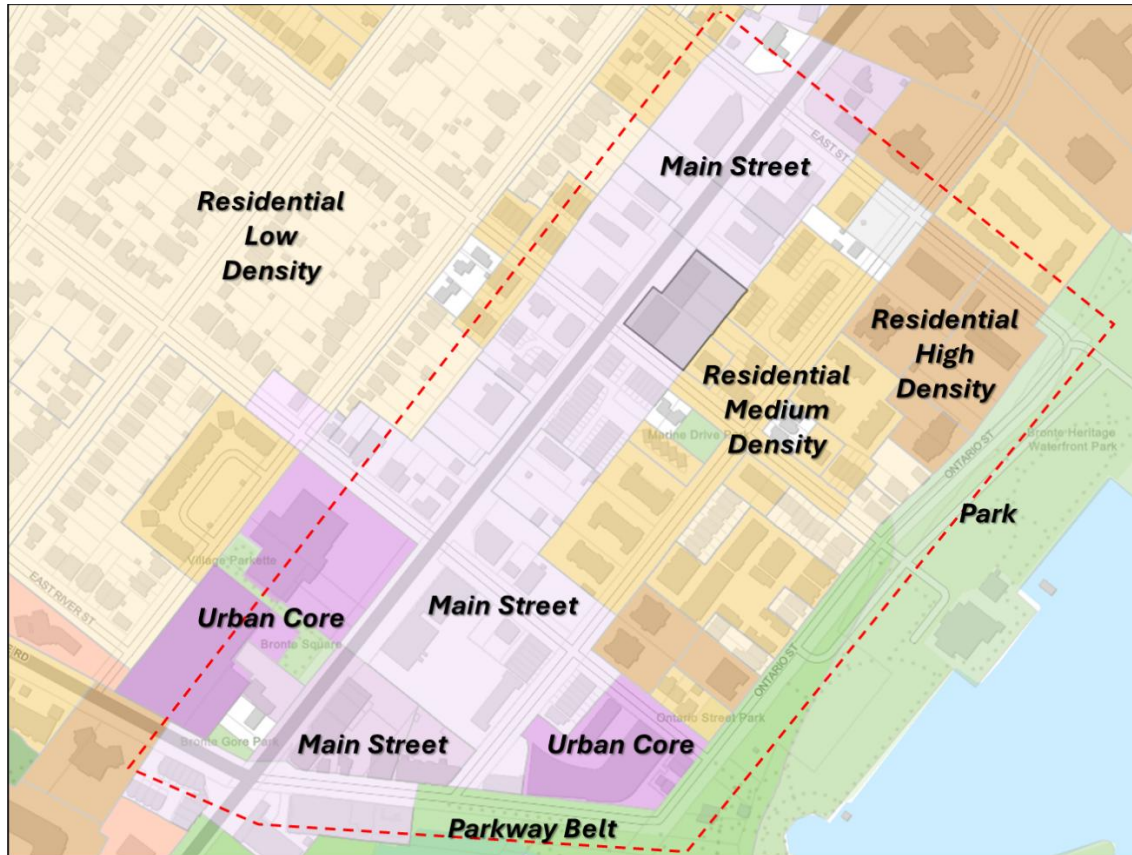 Main Street
EAST ST
Residential
Low
Density
Residential
High
Density
Residential
Medium
Density
Marine Drive Park
Bronte Heritage
Waterfront Park
ONTARIO ST
Park
Village Parkette
EAST RIVER ST
Urban Core
Main Street
Bronte Square
ONTARIO ST
Ontario Street Park
Bronte Gore Park
Main Street
Urban Core
Parkway Belt